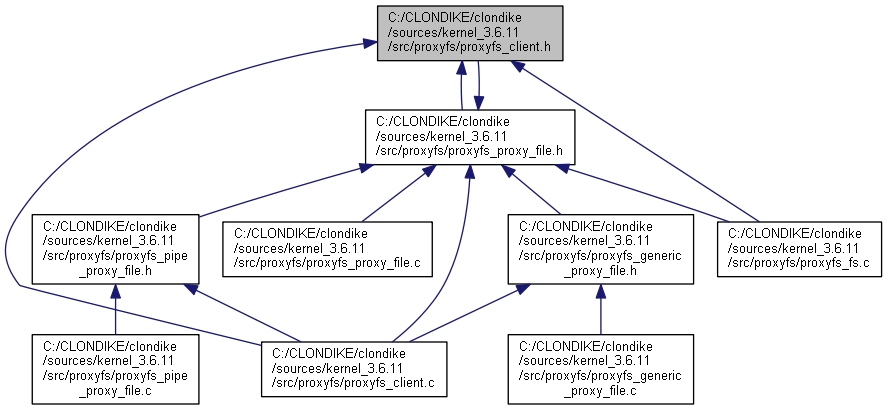 C:/CLONDIKE/clondike
/sources/kernel_3.6.11
/src/proxyfs/proxyfs_client.h
C:/CLONDIKE/clondike
/sources/kernel_3.6.11
/src/proxyfs/proxyfs_proxy_file.h
C:/CLONDIKE/clondike
/sources/kernel_3.6.11
/src/proxyfs/proxyfs_pipe
_proxy_file.h
C:/CLONDIKE/clondike
/sources/kernel_3.6.11
/src/proxyfs/proxyfs_proxy_file.c
C:/CLONDIKE/clondike
/sources/kernel_3.6.11
/src/proxyfs/proxyfs_generic
_proxy_file.h
C:/CLONDIKE/clondike
/sources/kernel_3.6.11
/src/proxyfs/proxyfs_fs.c
C:/CLONDIKE/clondike
/sources/kernel_3.6.11
/src/proxyfs/proxyfs_pipe
_proxy_file.c
C:/CLONDIKE/clondike
/sources/kernel_3.6.11
/src/proxyfs/proxyfs_client.c
C:/CLONDIKE/clondike
/sources/kernel_3.6.11
/src/proxyfs/proxyfs_generic
_proxy_file.c